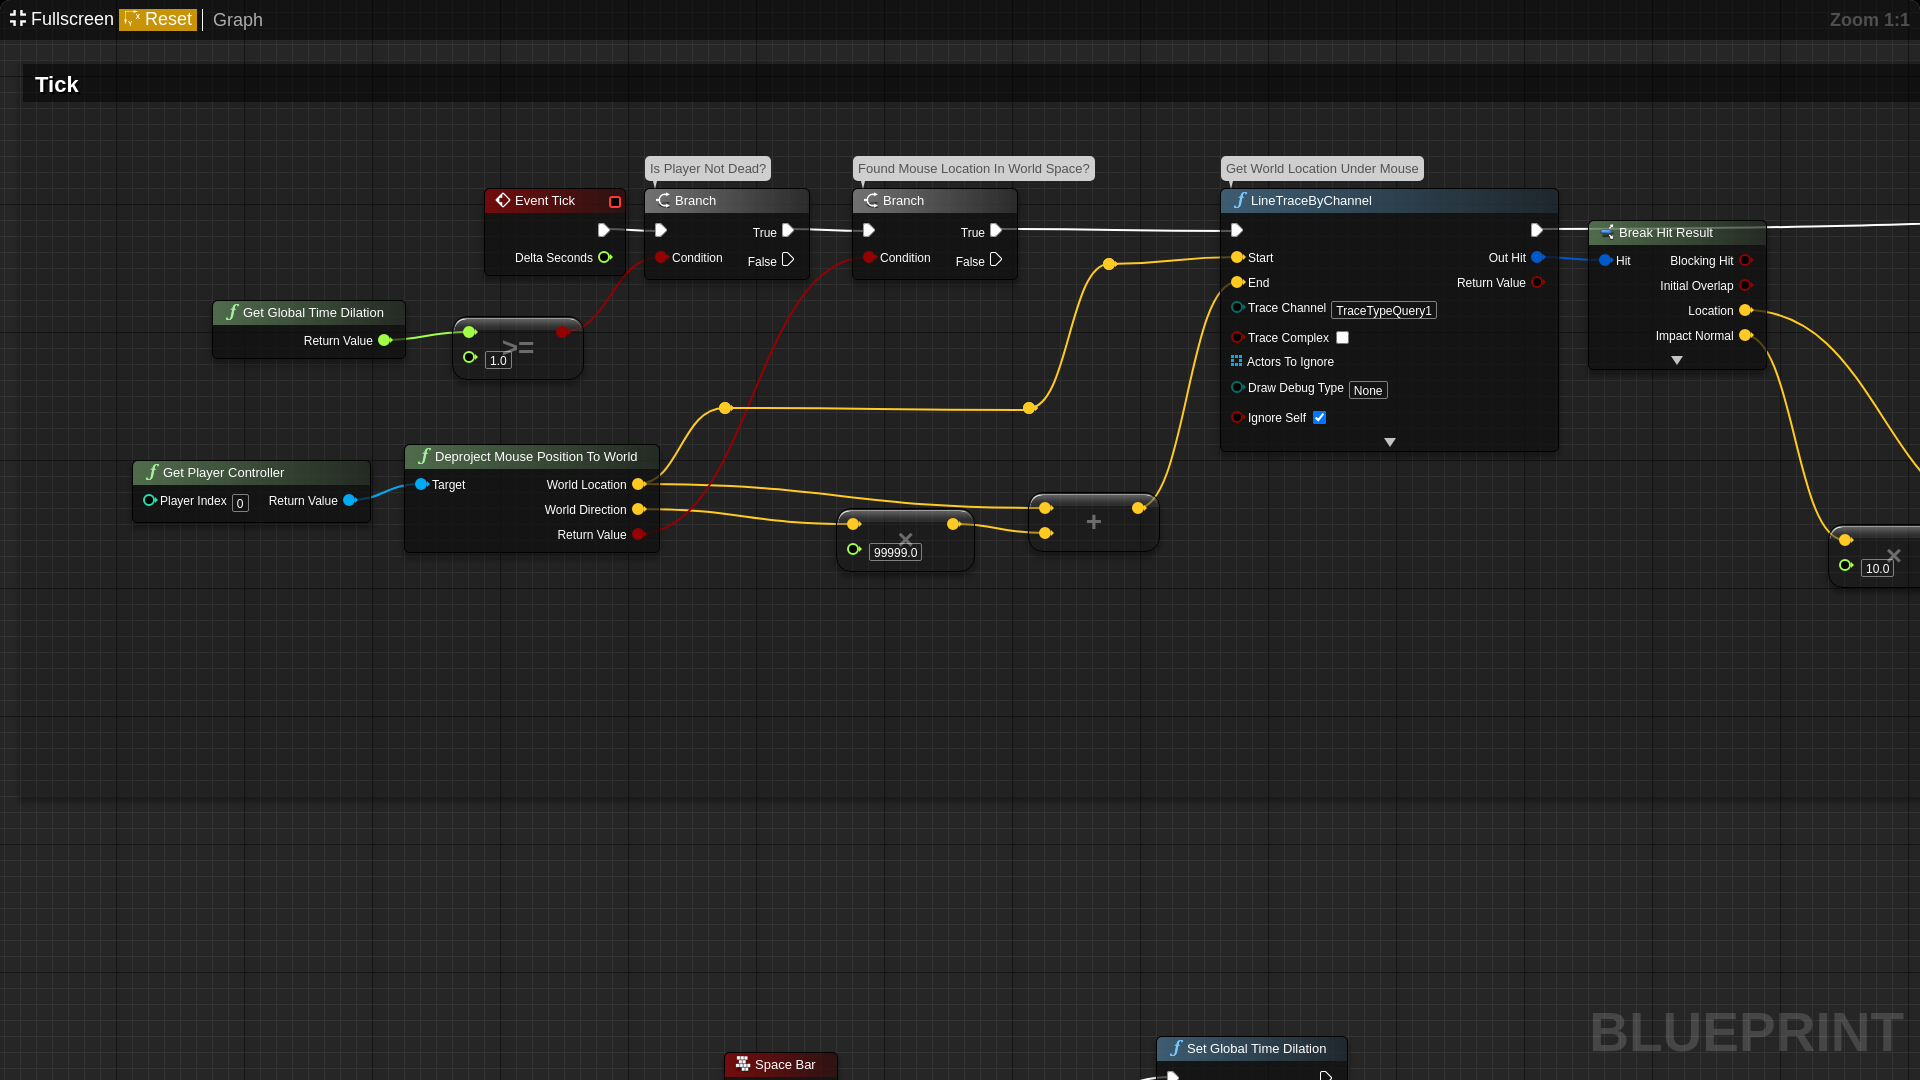 Fullscreen Reset Graph Zoom 1:1
Tick
Is Player Not Dead? Found Mouse Location In World Space? Get World Location Under Mouse
Event Tick Branch Branch LineTraceByChannel
True True Break Hit Result
Delta Seconds Condition False Condition False Start Out Hit Hit Blocking Hit
End Return Value Initial Overlap
Get Global Time Dilation Trace Channel TraceTypeQuery1 Location
Return Value >= Trace Complex Impact Normal
1.0 Actors To Ignore
Draw Debug Type None
Ignore Self
Deproject Mouse Position To World
Get Player Controller Target World Location
Player Index 0 Return Value World Direction
Return Value
+
×
99999.0
×
10.0
BLUEPRINT
Set Global Time Dilation
Space Bar